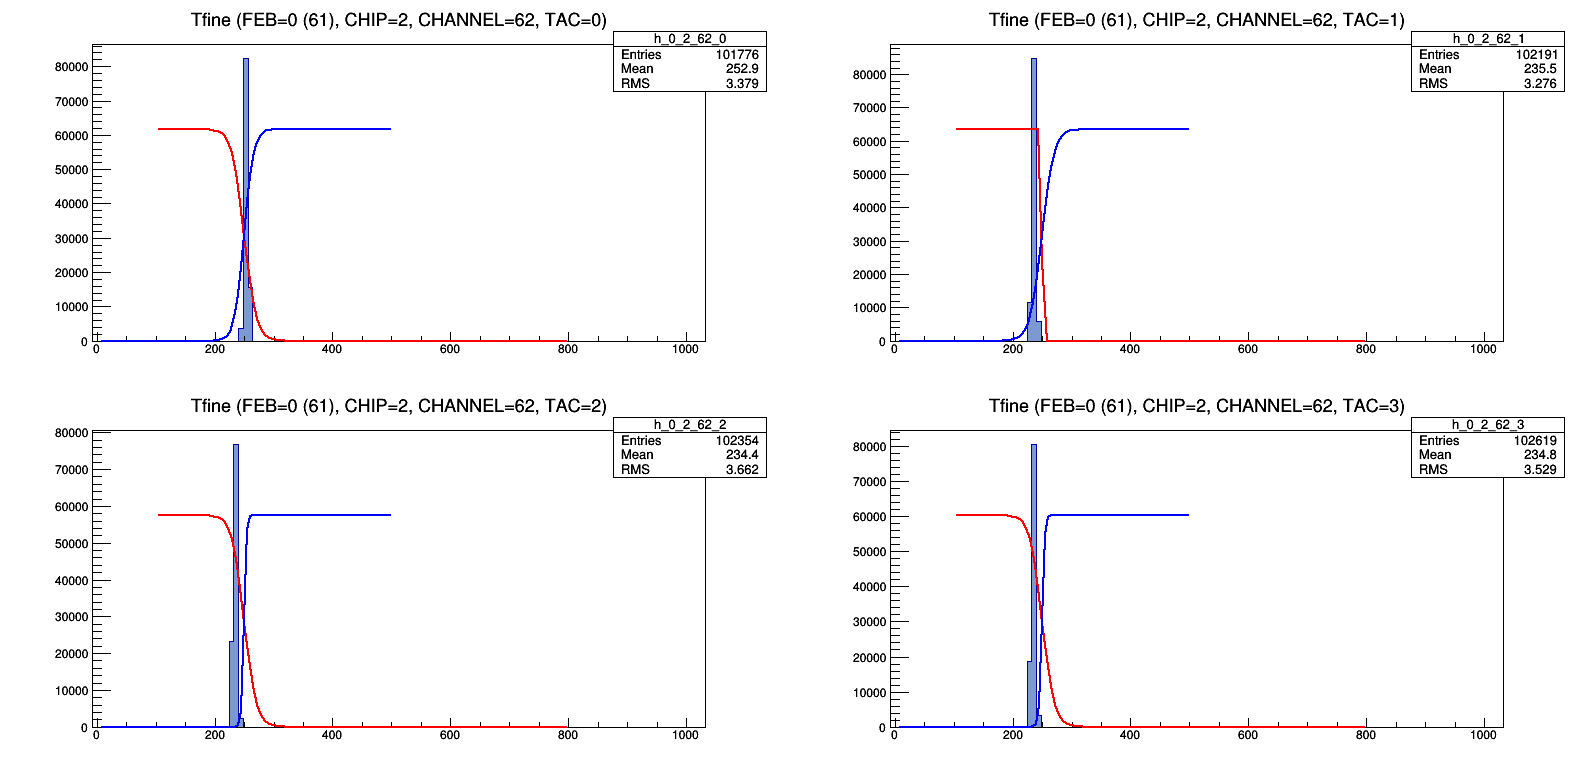 Tfine (FEB=0 (61), CHIP=2, CHANNEL=62, TAC=0)
h_0_2_62_0
Entries 101776
Mean 252.9
RMS 3.379
80000
70000
60000
50000
40000
30000
20000
10000
0
0 200 400 600 800 1000
Tfine (FEB=0 (61), CHIP=2, CHANNEL=62, TAC=1)
h_0_2_62_1
Entries 102191
Mean 235.5
RMS 3.276
80000
70000
60000
50000
40000
30000
20000
10000
0
0 200 400 600 800 1000
Tfine (FEB=0 (61), CHIP=2, CHANNEL=62, TAC=2)
h_0_2_62_2
Entries 102354
Mean 234.4
RMS 3.662
80000
70000
60000
50000
40000
30000
20000
10000
0
0 200 400 600 800 1000
Tfine (FEB=0 (61), CHIP=2, CHANNEL=62, TAC=3)
h_0_2_62_3
Entries 102619
Mean 234.8
RMS 3.529
80000
70000
60000
50000
40000
30000
20000
10000
0
0 200 400 600 800 1000